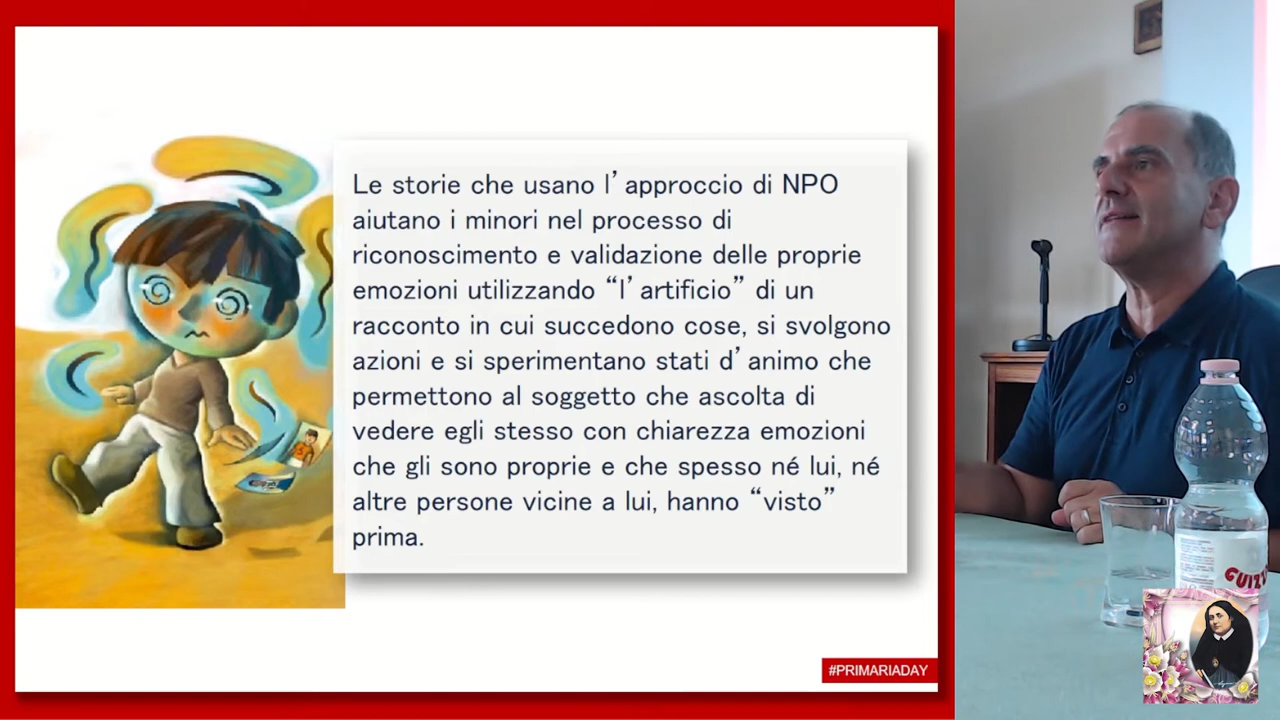 Le storie che usano l’approccio di NPO
aiutano i minori nel processo di
riconoscimento e validazione delle proprie
emozioni utilizzando “l’artificio” di un
racconto in cui succedono cose, si svolgono
azioni e si sperimentano stati d’animo che
permettono al soggetto che ascolta di
vedere egli stesso con chiarezza emozioni
che gli sono proprie e che spesso né lui, né
altre persone vicine a lui, hanno “visto”
prima.
#PRIMARIADAY